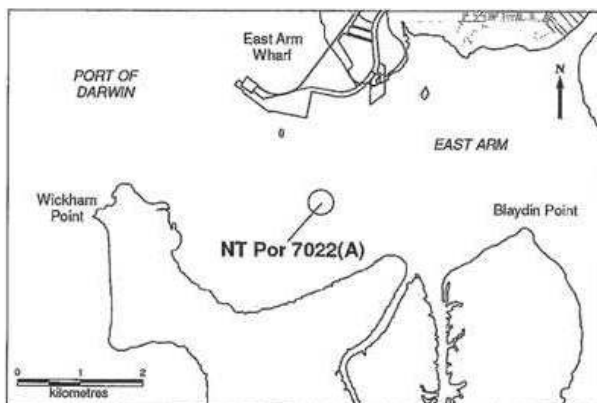 East Arm
Wharf
PORT OF
DARWIN
N
EAST ARM
Wickham
Point
Blaydin Point
NT Por 7022(A)
0 1 2
kilometres